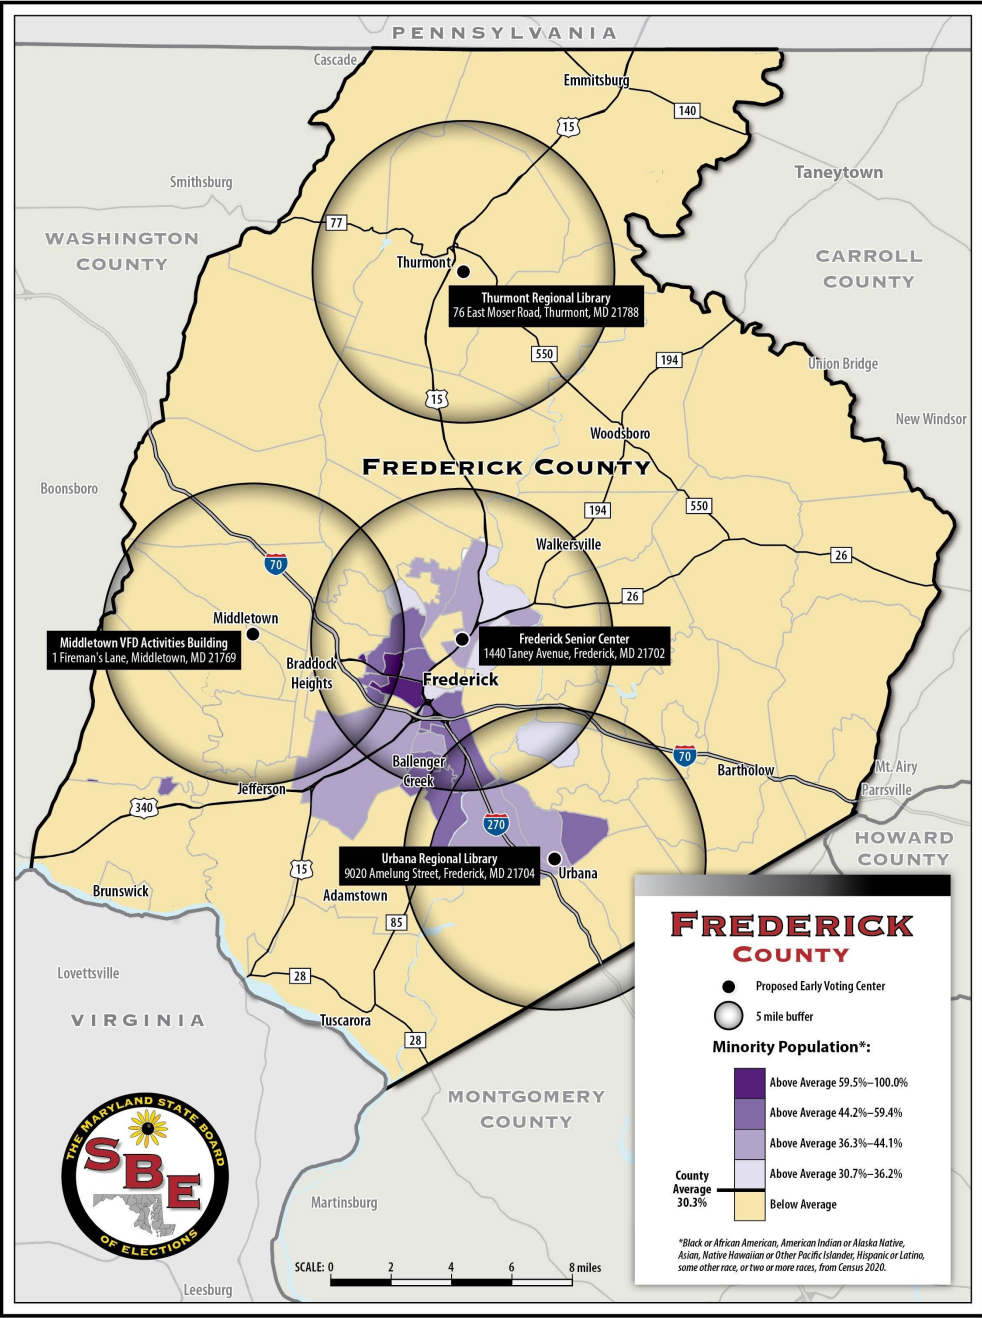 PENNSYLVANIA
Cascade
Emmitsburg
140
15
Taneytown
Smithsburg
77
WASHINGTON
COUNTY
CARROLL
COUNTY
Thurmont
Thurmont Regional Library
76 East Moser Road, Thurmont, MD 21788
550
194
Union Bridge
15
New Windsor
Woodsboro
FREDERICK COUNTY
Boonsboro
194
550
Walkersville
26
70
26
Middletown
Middletown VFD Activities Building
1 Fireman's Lane, Middletown, MD 21769
Frederick Senior Center
1440 Taney Avenue, Frederick, MD 21702
Braddock
Heights
Frederick
70
Bartholow
Ballenger
Creek
Mt. Airy
Parrsville
Jefferson
340
270
HOWARD
COUNTY
Urbana Regional Library
9020 Amelung Street, Frederick, MD 21704
Urbana
15
Brunswick
Adamstown
85
Lovettsville
28
VIRGINIA
Tuscarora
28
MONTGOMERY
COUNTY
FREDERICK
COUNTY
Proposed Early Voting Center
5 mile buffer
Minority Population*:
Above Average 59.5%–100.0%
Above Average 44.2%–59.4%
Above Average 36.3%–44.1%
Above Average 30.7%–36.2%
County
Average
30.3%
Below Average
*Black or African American, American Indian or Alaska Native,
Asian, Native Hawaiian or Other Pacific Islander, Hispanic or Latino,
some other race, or two or more races, from Census 2020.
THE MARYLAND STATE BOARD
SBE
OF ELECTIONS
Martinsburg
Leesburg
SCALE: 0 2 4 6 8 miles